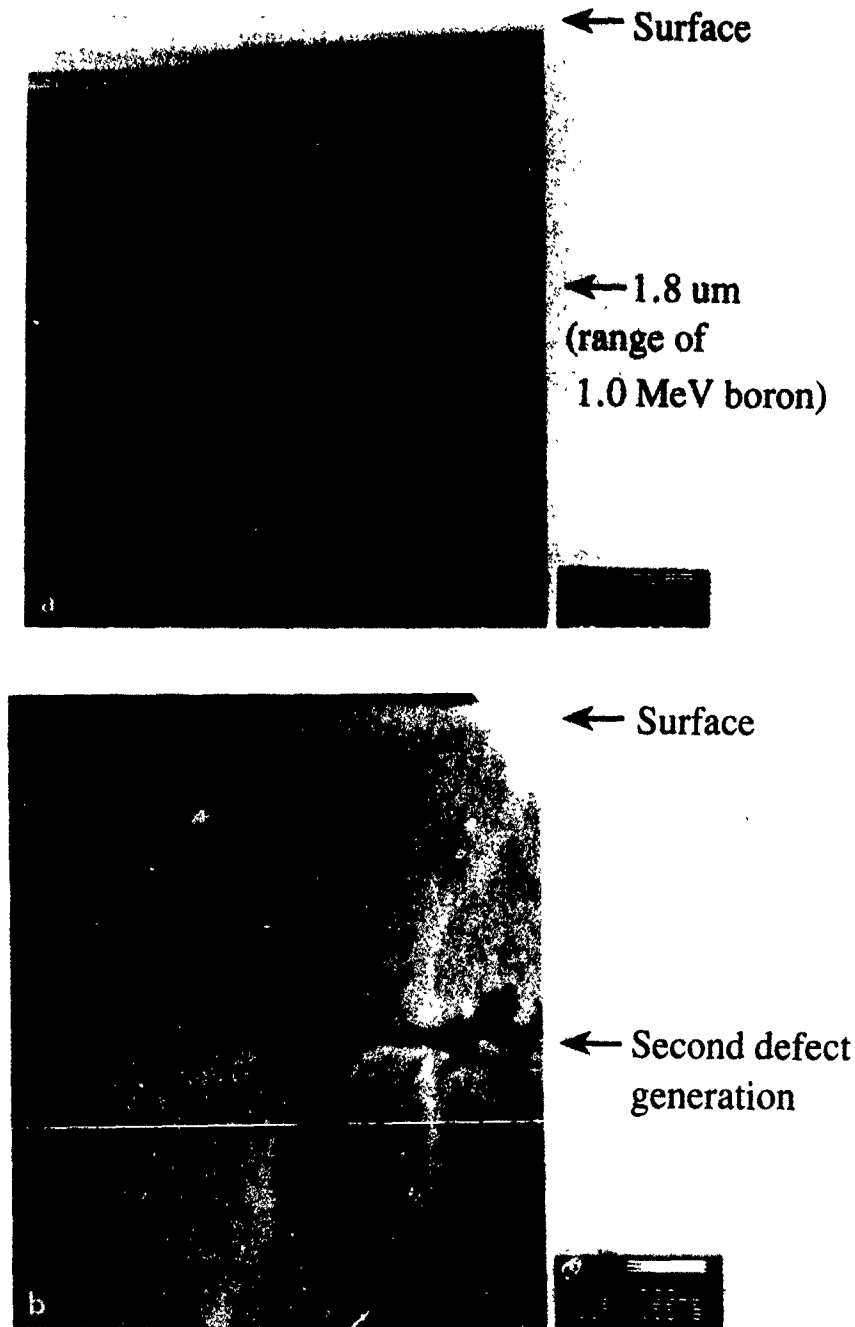 ← Surface
← 1.8 um
(range of
1.0 MeV boron)
a
← Surface
← Second defect
generation
b